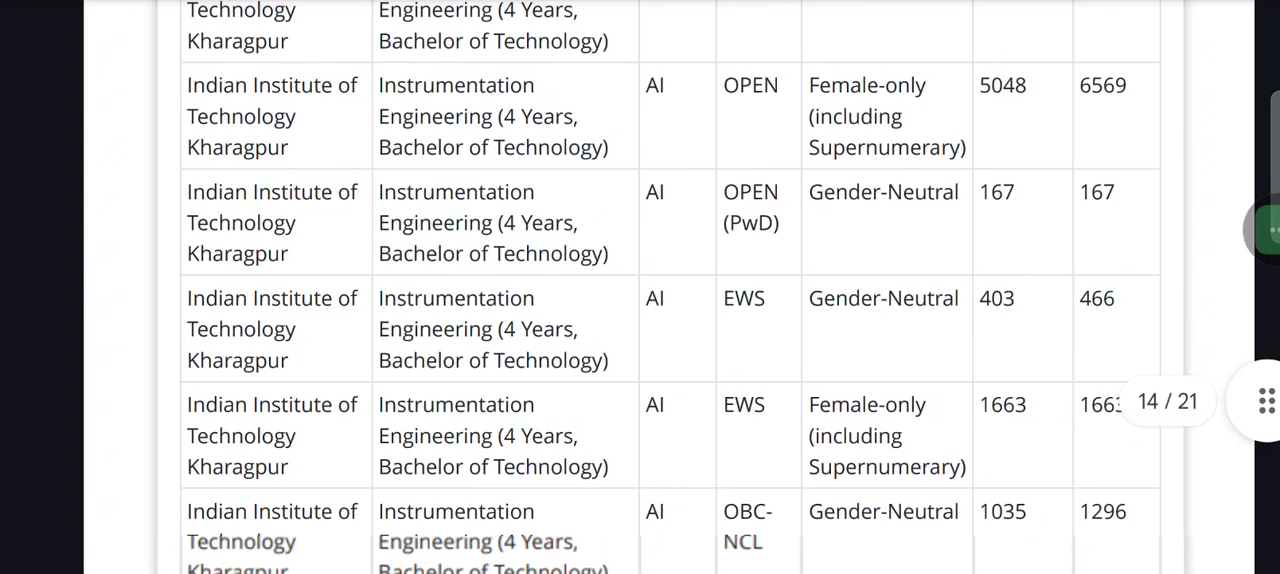 Technology Engineering (4 Years,
Kharagpur Bachelor of Technology)
Indian Institute of Instrumentation AI OPEN Female-only 5048 6569
Technology Engineering (4 Years, (including
Kharagpur Bachelor of Technology) Supernumerary)
Indian Institute of Instrumentation AI OPEN Gender-Neutral 167 167
Technology Engineering (4 Years, (PwD)
Kharagpur Bachelor of Technology)
Indian Institute of Instrumentation AI EWS Gender-Neutral 403 466
Technology Engineering (4 Years,
Kharagpur Bachelor of Technology)
Indian Institute of Instrumentation AI EWS Female-only 1663 1663
Technology Engineering (4 Years, (including
Kharagpur Bachelor of Technology) Supernumerary)
14 / 21
Indian Institute of Instrumentation AI OBC- Gender-Neutral 1035 1296
Technology Engineering (4 Years, NCL
Kharagpur Bachelor of Technology)